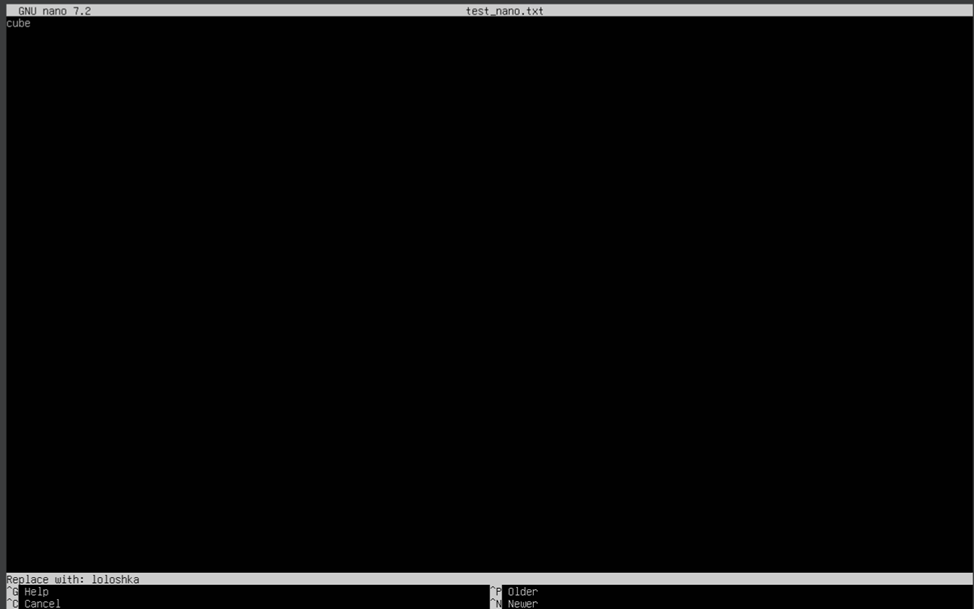 GNU nano 7.2 test_nano.txt
cube
Replace with: loloshka
^G Help ^P Older
^C Cancel ^N Newer